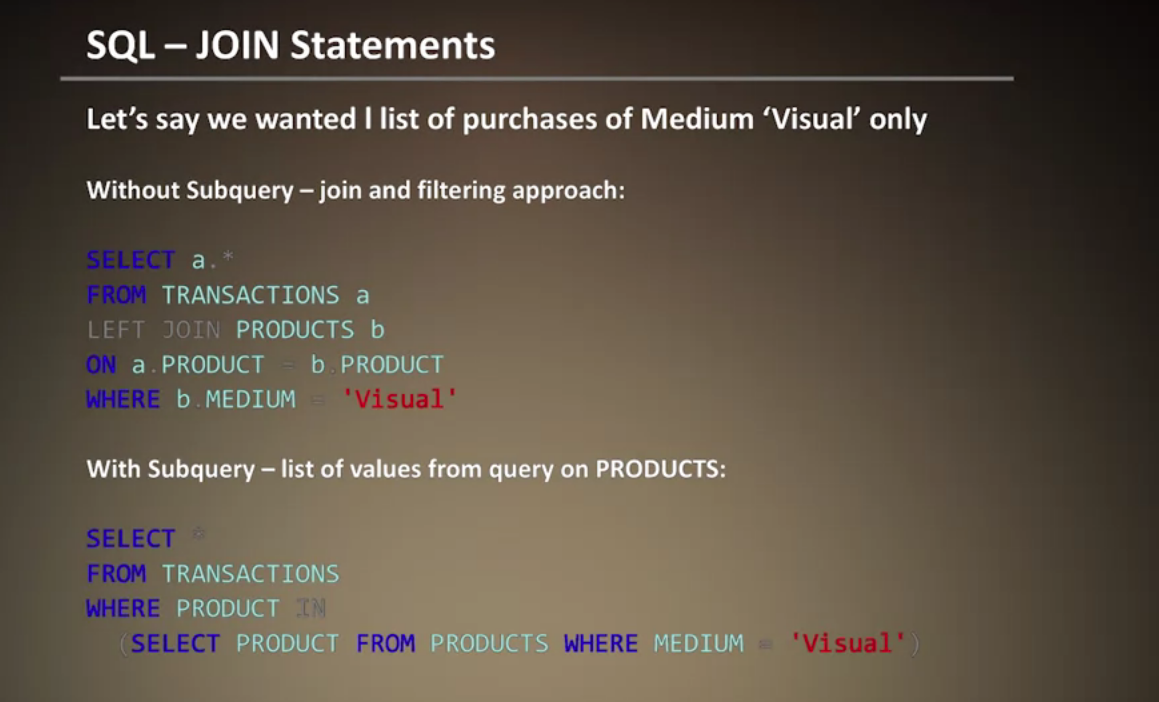 SQL – JOIN Statements
Let's say we wanted l list of purchases of Medium 'Visual' only
Without Subquery – join and filtering approach:
SELECT a.*
FROM TRANSACTIONS a
LEFT JOIN PRODUCTS b
ON a.PRODUCT = b.PRODUCT
WHERE b.MEDIUM = 'Visual'
With Subquery – list of values from query on PRODUCTS:
SELECT *
FROM TRANSACTIONS
WHERE PRODUCT IN
(SELECT PRODUCT FROM PRODUCTS WHERE MEDIUM = 'Visual')